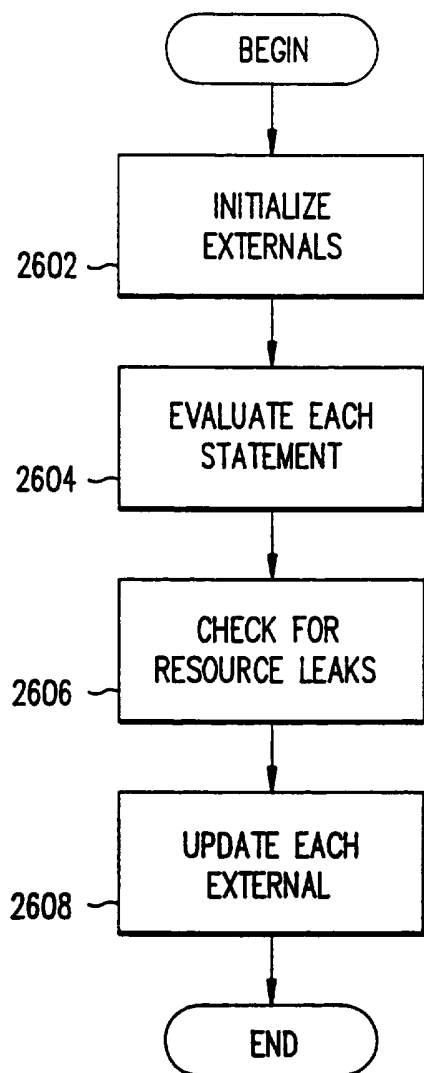 BEGIN
INITIALIZE
EXTERNALS
2602
EVALUATE EACH
STATEMENT
2604
CHECK FOR
RESOURCE LEAKS
2606
UPDATE EACH
EXTERNAL
2608
END